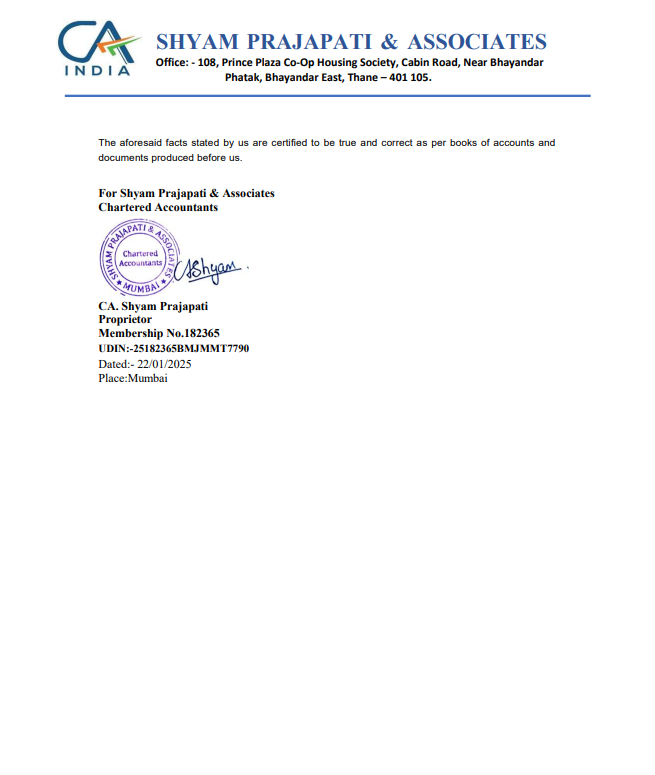 CA
INDIA
SHYAM PRAJAPATI & ASSOCIATES
Office: - 108, Prince Plaza Co-Op Housing Society, Cabin Road, Near Bhayandar
Phatak, Bhayandar East, Thane – 401 105.
The aforesaid facts stated by us are certified to be true and correct as per books of accounts and
documents produced before us.
For Shyam Prajapati & Associates
Chartered Accountants
SHYAM PRAJAPATI & ASSOCIATES
Chartered
Accountants
★ MUMBAI ★
Shyam
CA. Shyam Prajapati
Proprietor
Membership No.182365
UDIN:-25182365BMJMMT7790
Dated:- 22/01/2025
Place:Mumbai